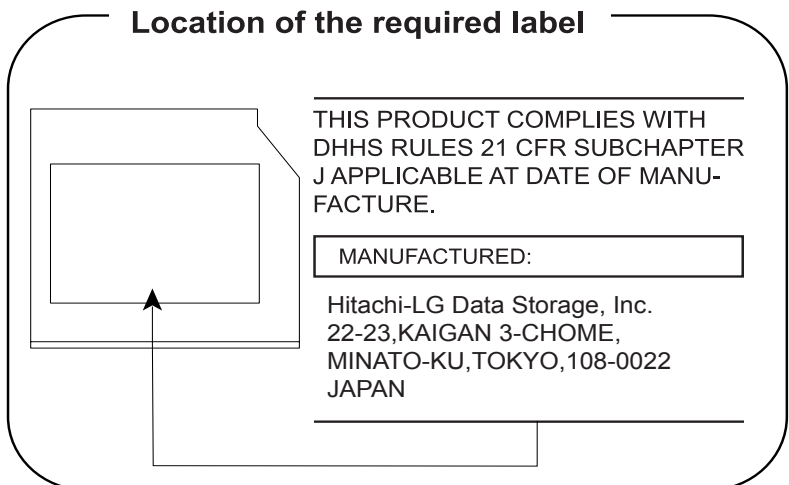 Location of the required label
THIS PRODUCT COMPLIES WITH
DHHS RULES 21 CFR SUBCHAPTER
J APPLICABLE AT DATE OF MANU-
FACTURE.
MANUFACTURED:
Hitachi-LG Data Storage, Inc.
22-23,KAIGAN 3-CHOME,
MINATO-KU,TOKYO,108-0022
JAPAN